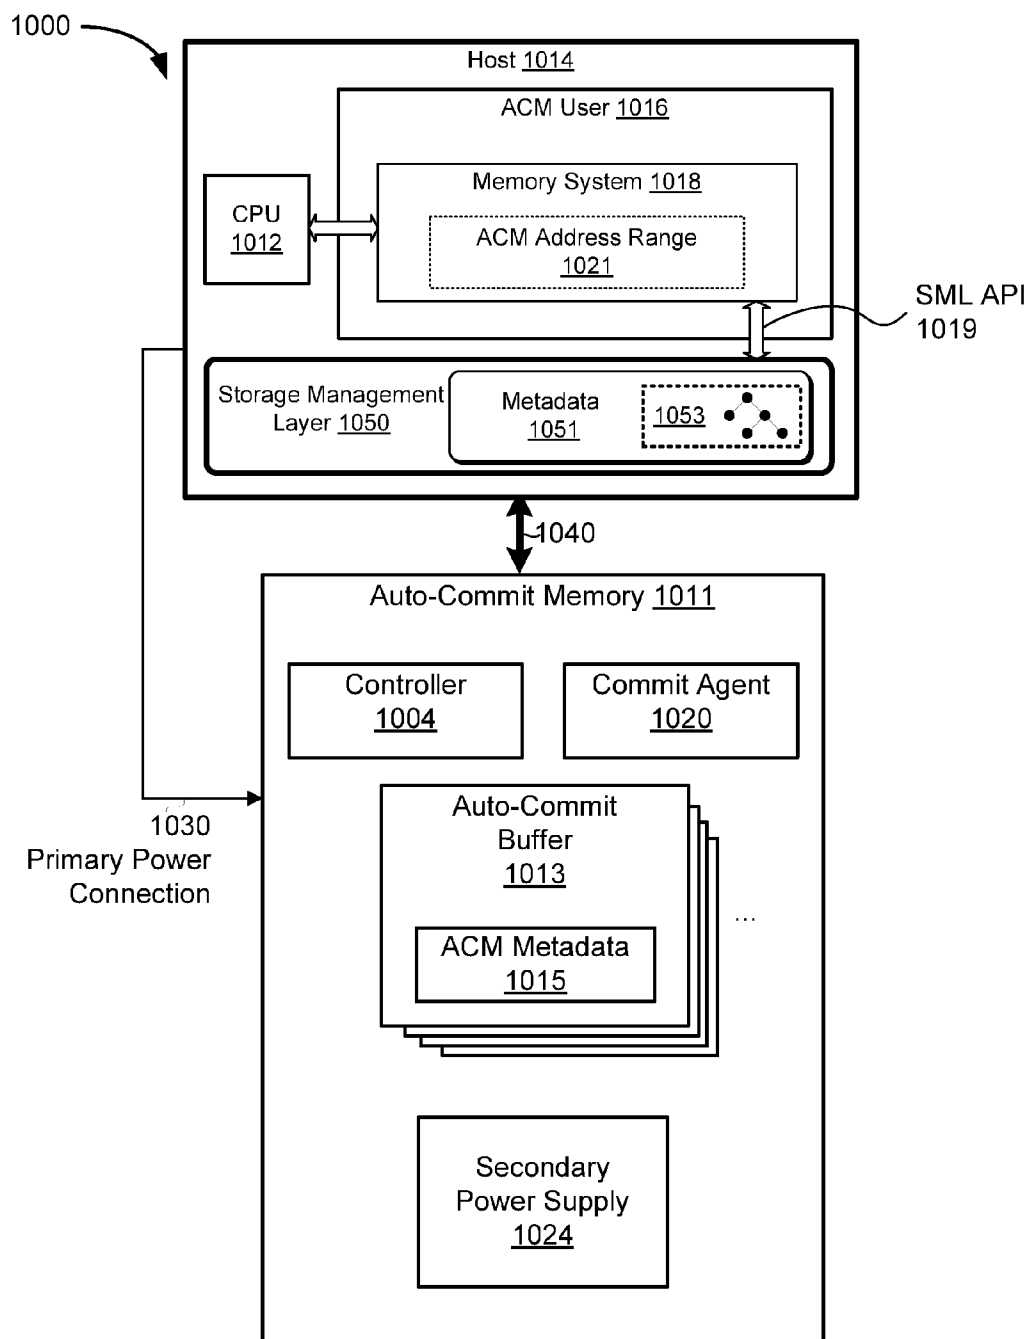 1000
Host 1014
ACM User 1016
Memory System 1018
CPU
1012
ACM Address Range
1021
SML API
1019
Storage Management
Layer 1050
Metadata
1051
1053
1040
Auto-Commit Memory 1011
Controller
1004
Commit Agent
1020
1030
Primary Power
Connection
Auto-Commit
Buffer
1013
...
ACM Metadata
1015
Secondary
Power Supply
1024